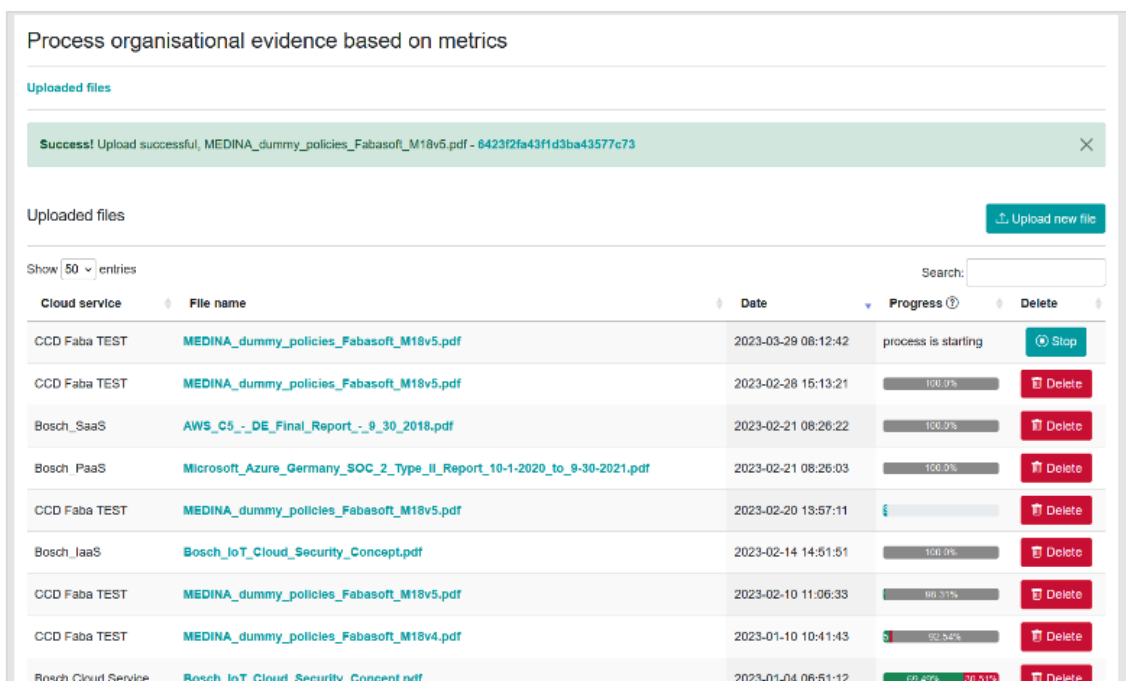 Process organisational evidence based on metrics
Uploaded files
Success! Upload successful, MEDINA_dummy_policies_Fabasoft_M18v5.pdf - 6423f2fa43f1d3ba43577c73
Uploaded files
Upload new file
Show 50 entries
Search:
Cloud service File name Date Progress Delete
CCD Faba TEST MEDINA_dummy_policies_Fabasoft_M18v5.pdf 2023-03-29 08:12:42 process is starting Stop
CCD Faba TEST MEDINA_dummy_policies_Fabasoft_M18v5.pdf 2023-02-28 15:13:21 100.0% Delete
Bosch_SaaS AWS_C5_-_DE_Final_Report_-_9_30_2018.pdf 2023-02-21 08:26:22 100.0% Delete
Bosch_PaaS Microsoft_Azure_Germany_SOC_2_Type_II_Report_10-1-2020_to_9-30-2021.pdf 2023-02-21 08:26:03 100.0% Delete
CCD Faba TEST MEDINA_dummy_policies_Fabasoft_M18v5.pdf 2023-02-20 13:57:11 Delete
Bosch_IaaS Bosch_IoT_Cloud_Security_Concept.pdf 2023-02-14 14:51:51 100.0% Delete
CCD Faba TEST MEDINA_dummy_policies_Fabasoft_M18v5.pdf 2023-02-10 11:06:33 98.31% Delete
CCD Faba TEST MEDINA_dummy_policies_Fabasoft_M18v4.pdf 2023-01-10 10:41:43 92.54% Delete
Bosch Cloud Service Bosch_IoT_Cloud_Security_Concept.pdf 2023-01-04 06:51:12 69.49% 30.51% Delete